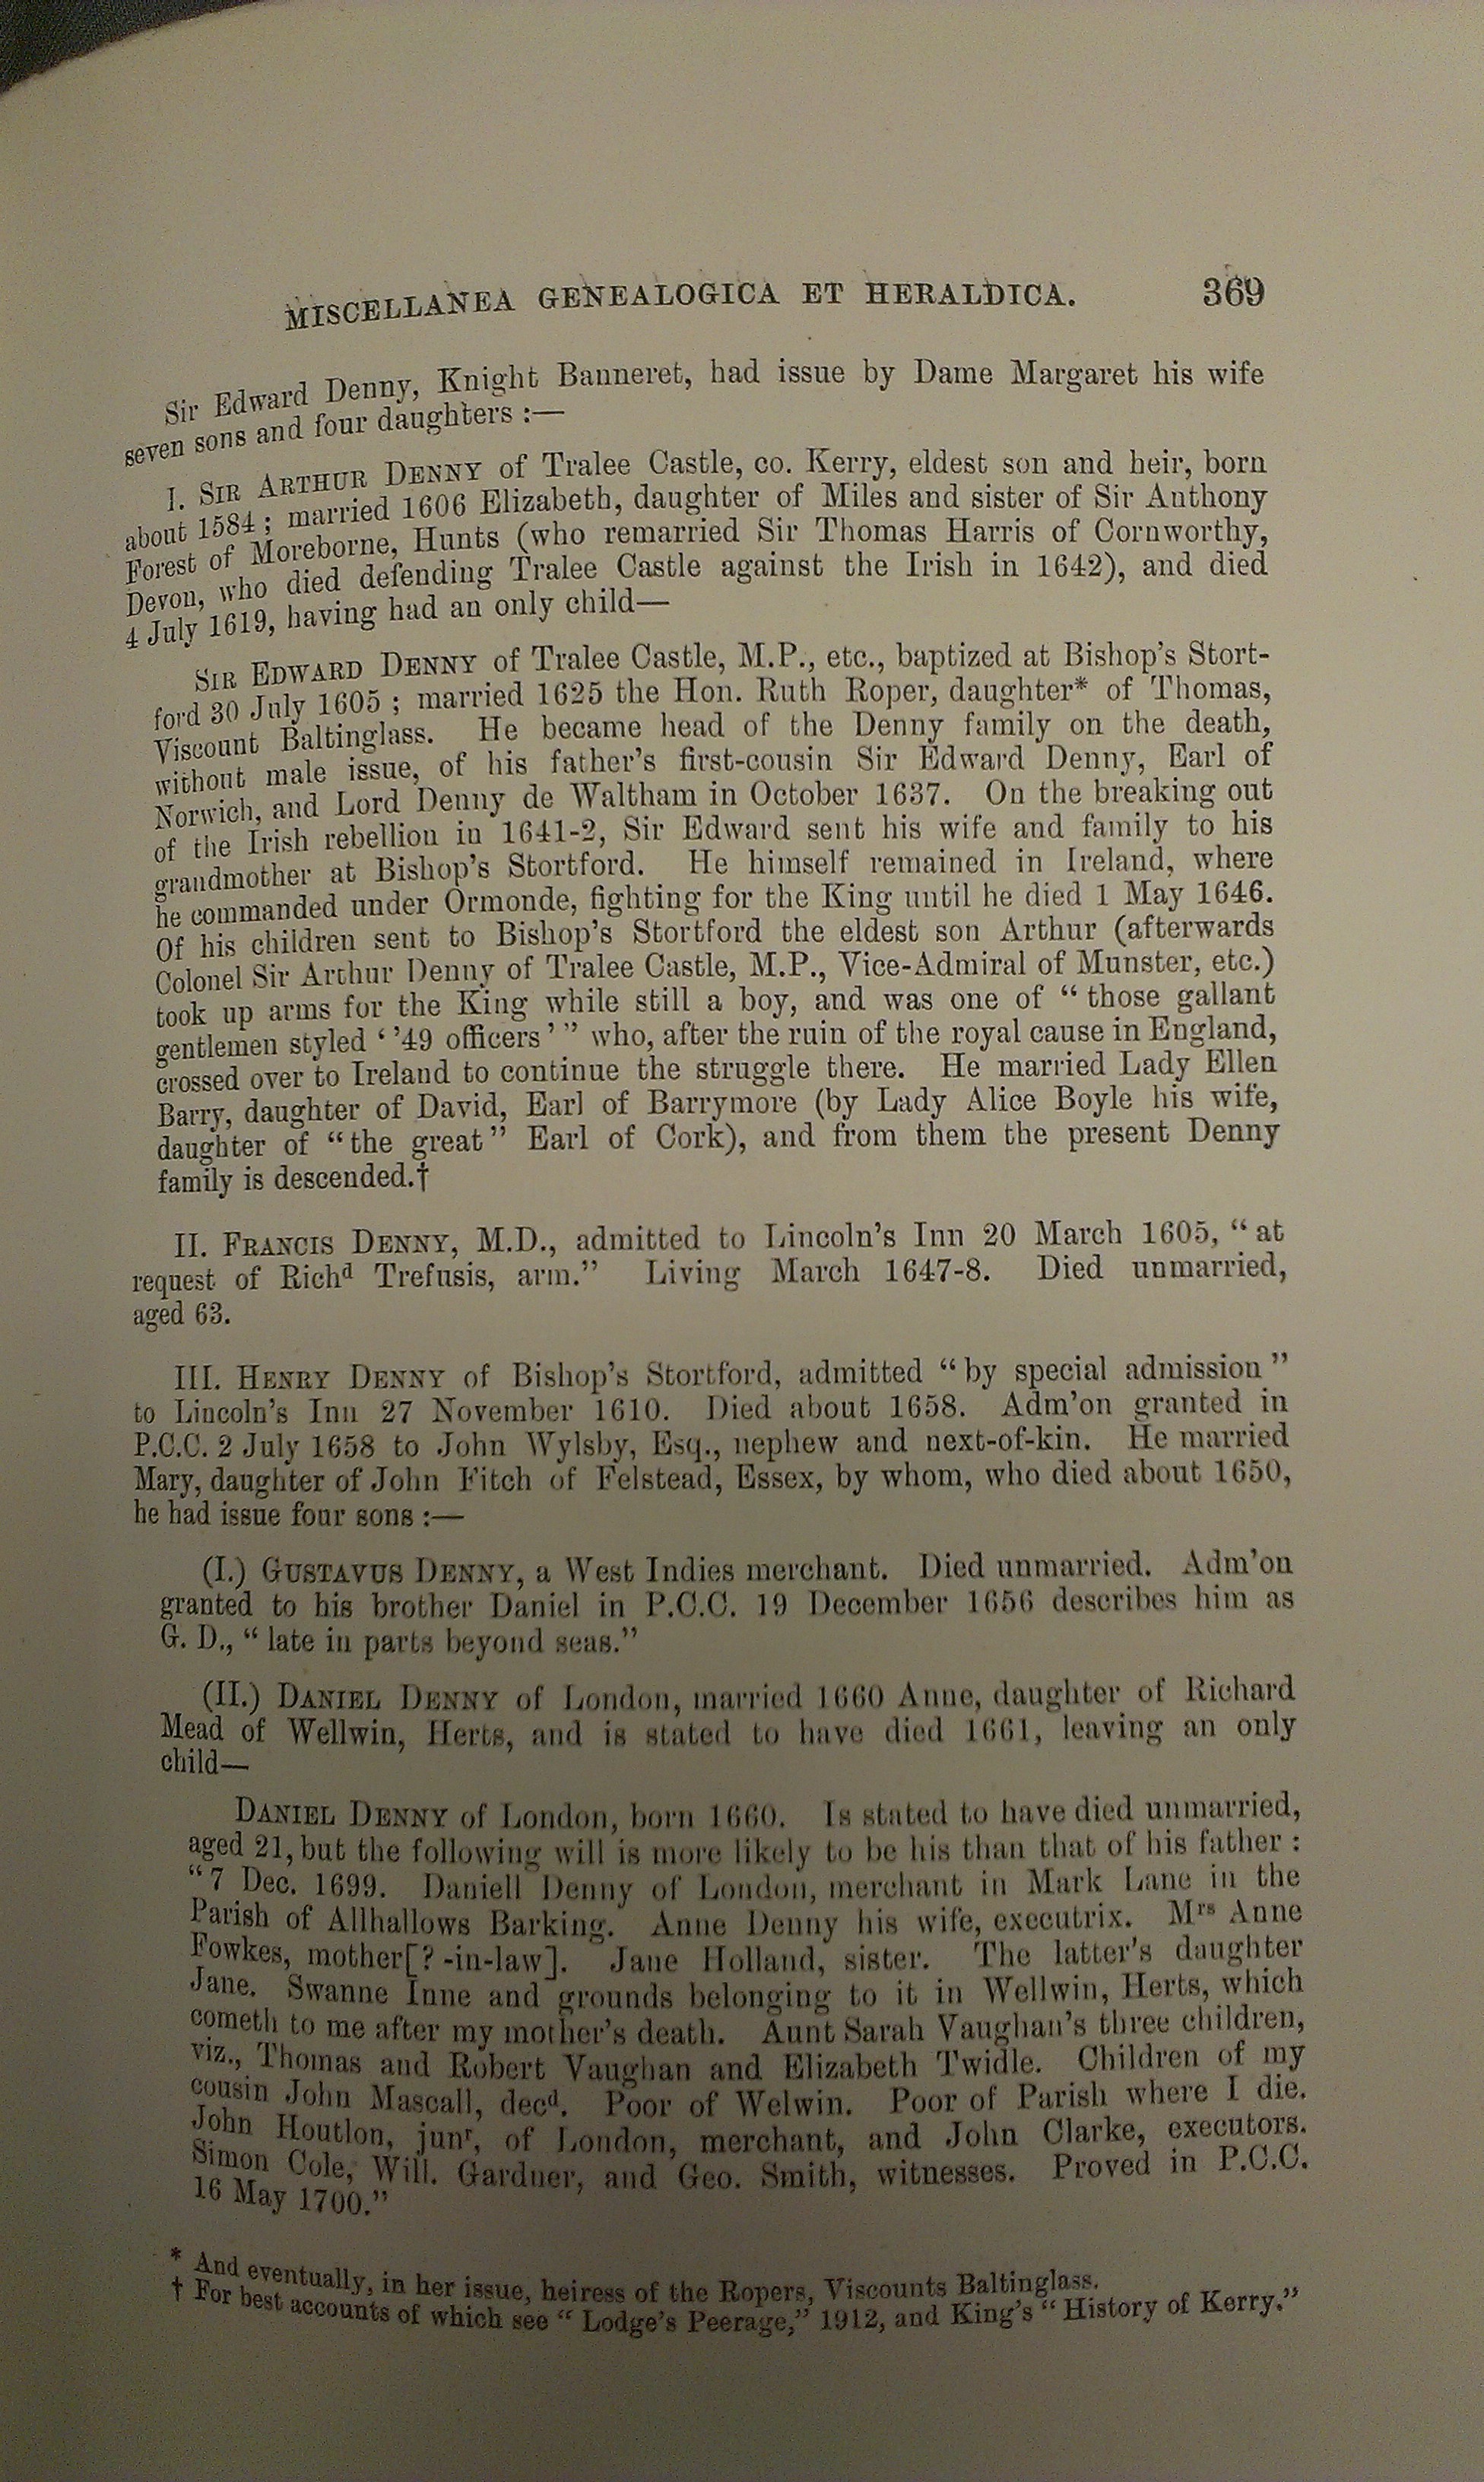 MISCELLANEA GENEALOGICA ET HERALDICA. 369
Sir Edward Denny, Knight Banneret, had issue by Dame Margaret his wife
seven sons and four daughters :—
I. SIR ARTHUR DENNY of Tralee Castle, co. Kerry, eldest son and heir, born
about 1584 ; married 1606 Elizabeth, daughter of Miles and sister of Sir Anthony
Forest of Moreborne, Hunts (who remarried Sir Thomas Harris of Cornworthy,
Devon, who died defending Tralee Castle against the Irish in 1642), and died
4 July 1619, having had an only child—
SIR EDWARD DENNY of Tralee Castle, M.P., etc., baptized at Bishop's Stort-
ford 30 July 1605 ; married 1625 the Hon. Ruth Roper, daughter* of Thomas,
Viscount Baltinglass. He became head of the Denny family on the death,
without male issue, of his father's first-cousin Sir Edward Denny, Earl of
Norwich, and Lord Denny de Waltham in October 1637. On the breaking out
of the Irish rebellion in 1641-2, Sir Edward sent his wife and family to his
grandmother at Bishop's Stortford. He himself remained in Ireland, where
he commanded under Ormonde, fighting for the King until he died 1 May 1646.
Of his children sent to Bishop's Stortford the eldest son Arthur (afterwards
Colonel Sir Arthur Denny of Tralee Castle, M.P., Vice-Admiral of Munster, etc.)
took up arms for the King while still a boy, and was one of “ those gallant
gentlemen styled ‘ '49 officers ’ ” who, after the ruin of the royal cause in England,
crossed over to Ireland to continue the struggle there. He married Lady Ellen
Barry, daughter of David, Earl of Barrymore (by Lady Alice Boyle his wife,
daughter of “ the great ” Earl of Cork), and from them the present Denny
family is descended.†
II. FRANCIS DENNY, M.D., admitted to Lincoln's Inn 20 March 1605, “ at
request of Richᵈ Trefusis, arm.” Living March 1647-8. Died unmarried,
aged 63.
III. HENRY DENNY of Bishop's Stortford, admitted “ by special admission ”
to Lincoln's Inn 27 November 1610. Died about 1658. Adm'on granted in
P.C.C. 2 July 1658 to John Wylsby, Esq., nephew and next-of-kin. He married
Mary, daughter of John Fitch of Felstead, Essex, by whom, who died about 1650,
he had issue four sons :—
(I.) GUSTAVUS DENNY, a West Indies merchant. Died unmarried. Adm'on
granted to his brother Daniel in P.C.C. 19 December 1656 describes him as
G. D., “ late in parts beyond seas.”
(II.) DANIEL DENNY of London, married 1660 Anne, daughter of Richard
Mead of Wellwin, Herts, and is stated to have died 1661, leaving an only
child—
DANIEL DENNY of London, born 1660. Is stated to have died unmarried,
aged 21, but the following will is more likely to be his than that of his father :
“ 7 Dec. 1699. Daniell Denny of London, merchant in Mark Lane in the
Parish of Allhallows Barking. Anne Denny his wife, executrix. Mʳˢ Anne
Fowkes, mother[? -in-law]. Jane Holland, sister. The latter's daughter
Jane. Swanne Inne and grounds belonging to it in Wellwin, Herts, which
cometh to me after my mother's death. Aunt Sarah Vaughan's three children,
viz., Thomas and Robert Vaughan and Elizabeth Twidle. Children of my
cousin John Mascall, decᵈ. Poor of Welwin. Poor of Parish where I die.
John Houtlon, junʳ, of London, merchant, and John Clarke, executors.
Simon Cole, Will. Gardner, and Geo. Smith, witnesses. Proved in P.C.C.
16 May 1700.”
* And eventually, in her issue, heiress of the Ropers, Viscounts Baltinglass.
† For best accounts of which see “ Lodge's Peerage,” 1912, and King's “ History of Kerry.”